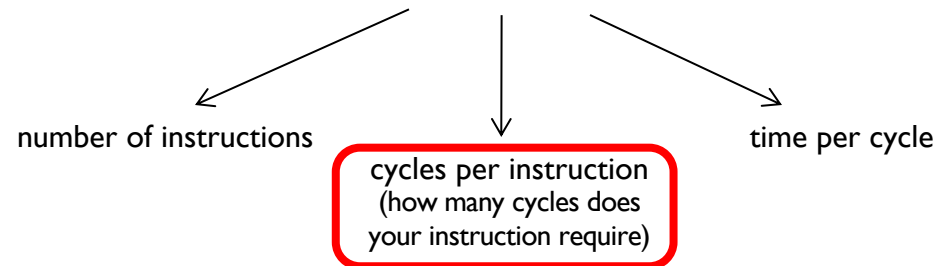 number of instructions
time per cycle
cycles per instruction
(how many cycles does
your instruction require)